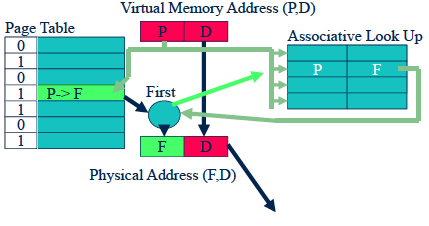 Virtual Memory Address (P,D)
Page Table
P D
Associative Look Up
0
1
0
1 P-> F
1
0
1
First
P F
F D
Physical Address (F,D)